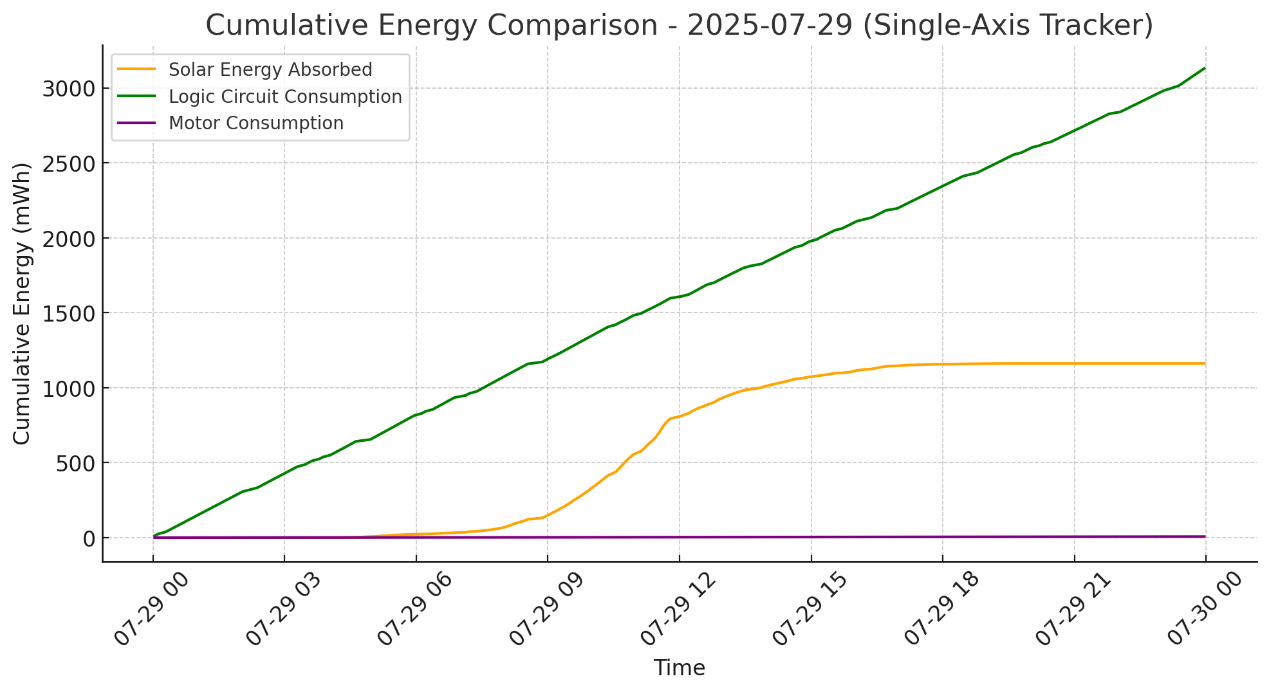 Cumulative Energy Comparison - 2025-07-29 (Single-Axis Tracker)
Solar Energy Absorbed
Logic Circuit Consumption
Motor Consumption
Cumulative Energy (mWh)
3000
2500
2000
1500
1000
500
0
07-29 00
07-29 03
07-29 06
07-29 09
07-29 12
07-29 15
07-29 18
07-29 21
07-30 00
Time